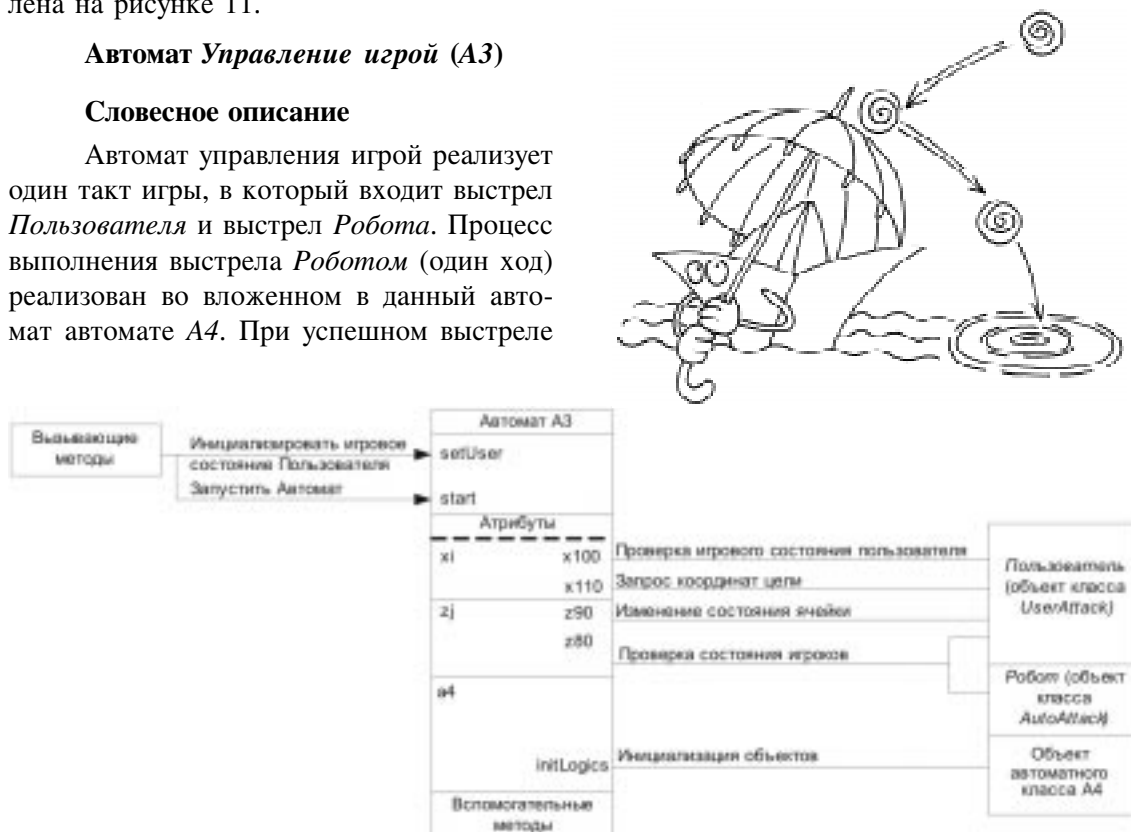 лена на рисунке 11.
Автомат Управление игрой (А3)
Словесное описание
Автомат управления игрой реализует
один такт игры, в который входит выстрел
Пользователя и выстрел Робота. Процесс
выполнения выстрела Роботом (один ход)
реализован во вложенном в данный авто-
мат автомате А4. При успешном выстреле
Вызывающие
методы
Инициализировать игровое
состояние Пользователя
Запустить Автомат
Автомат А3
setUser
start
Атрибуты
xi
x100
x110
zj
z90
z80
a4
initLogics
Вспомогательные
методы
Проверка игрового состояния пользователя
Запрос координат цели
Изменение состояния ячейки
Проверка состояния игроков
Инициализация объектов
Пользователь
(объект класса
UserAttack)
Робот (объект
класса
AutoAttack)
Объект
автоматного
класса А4